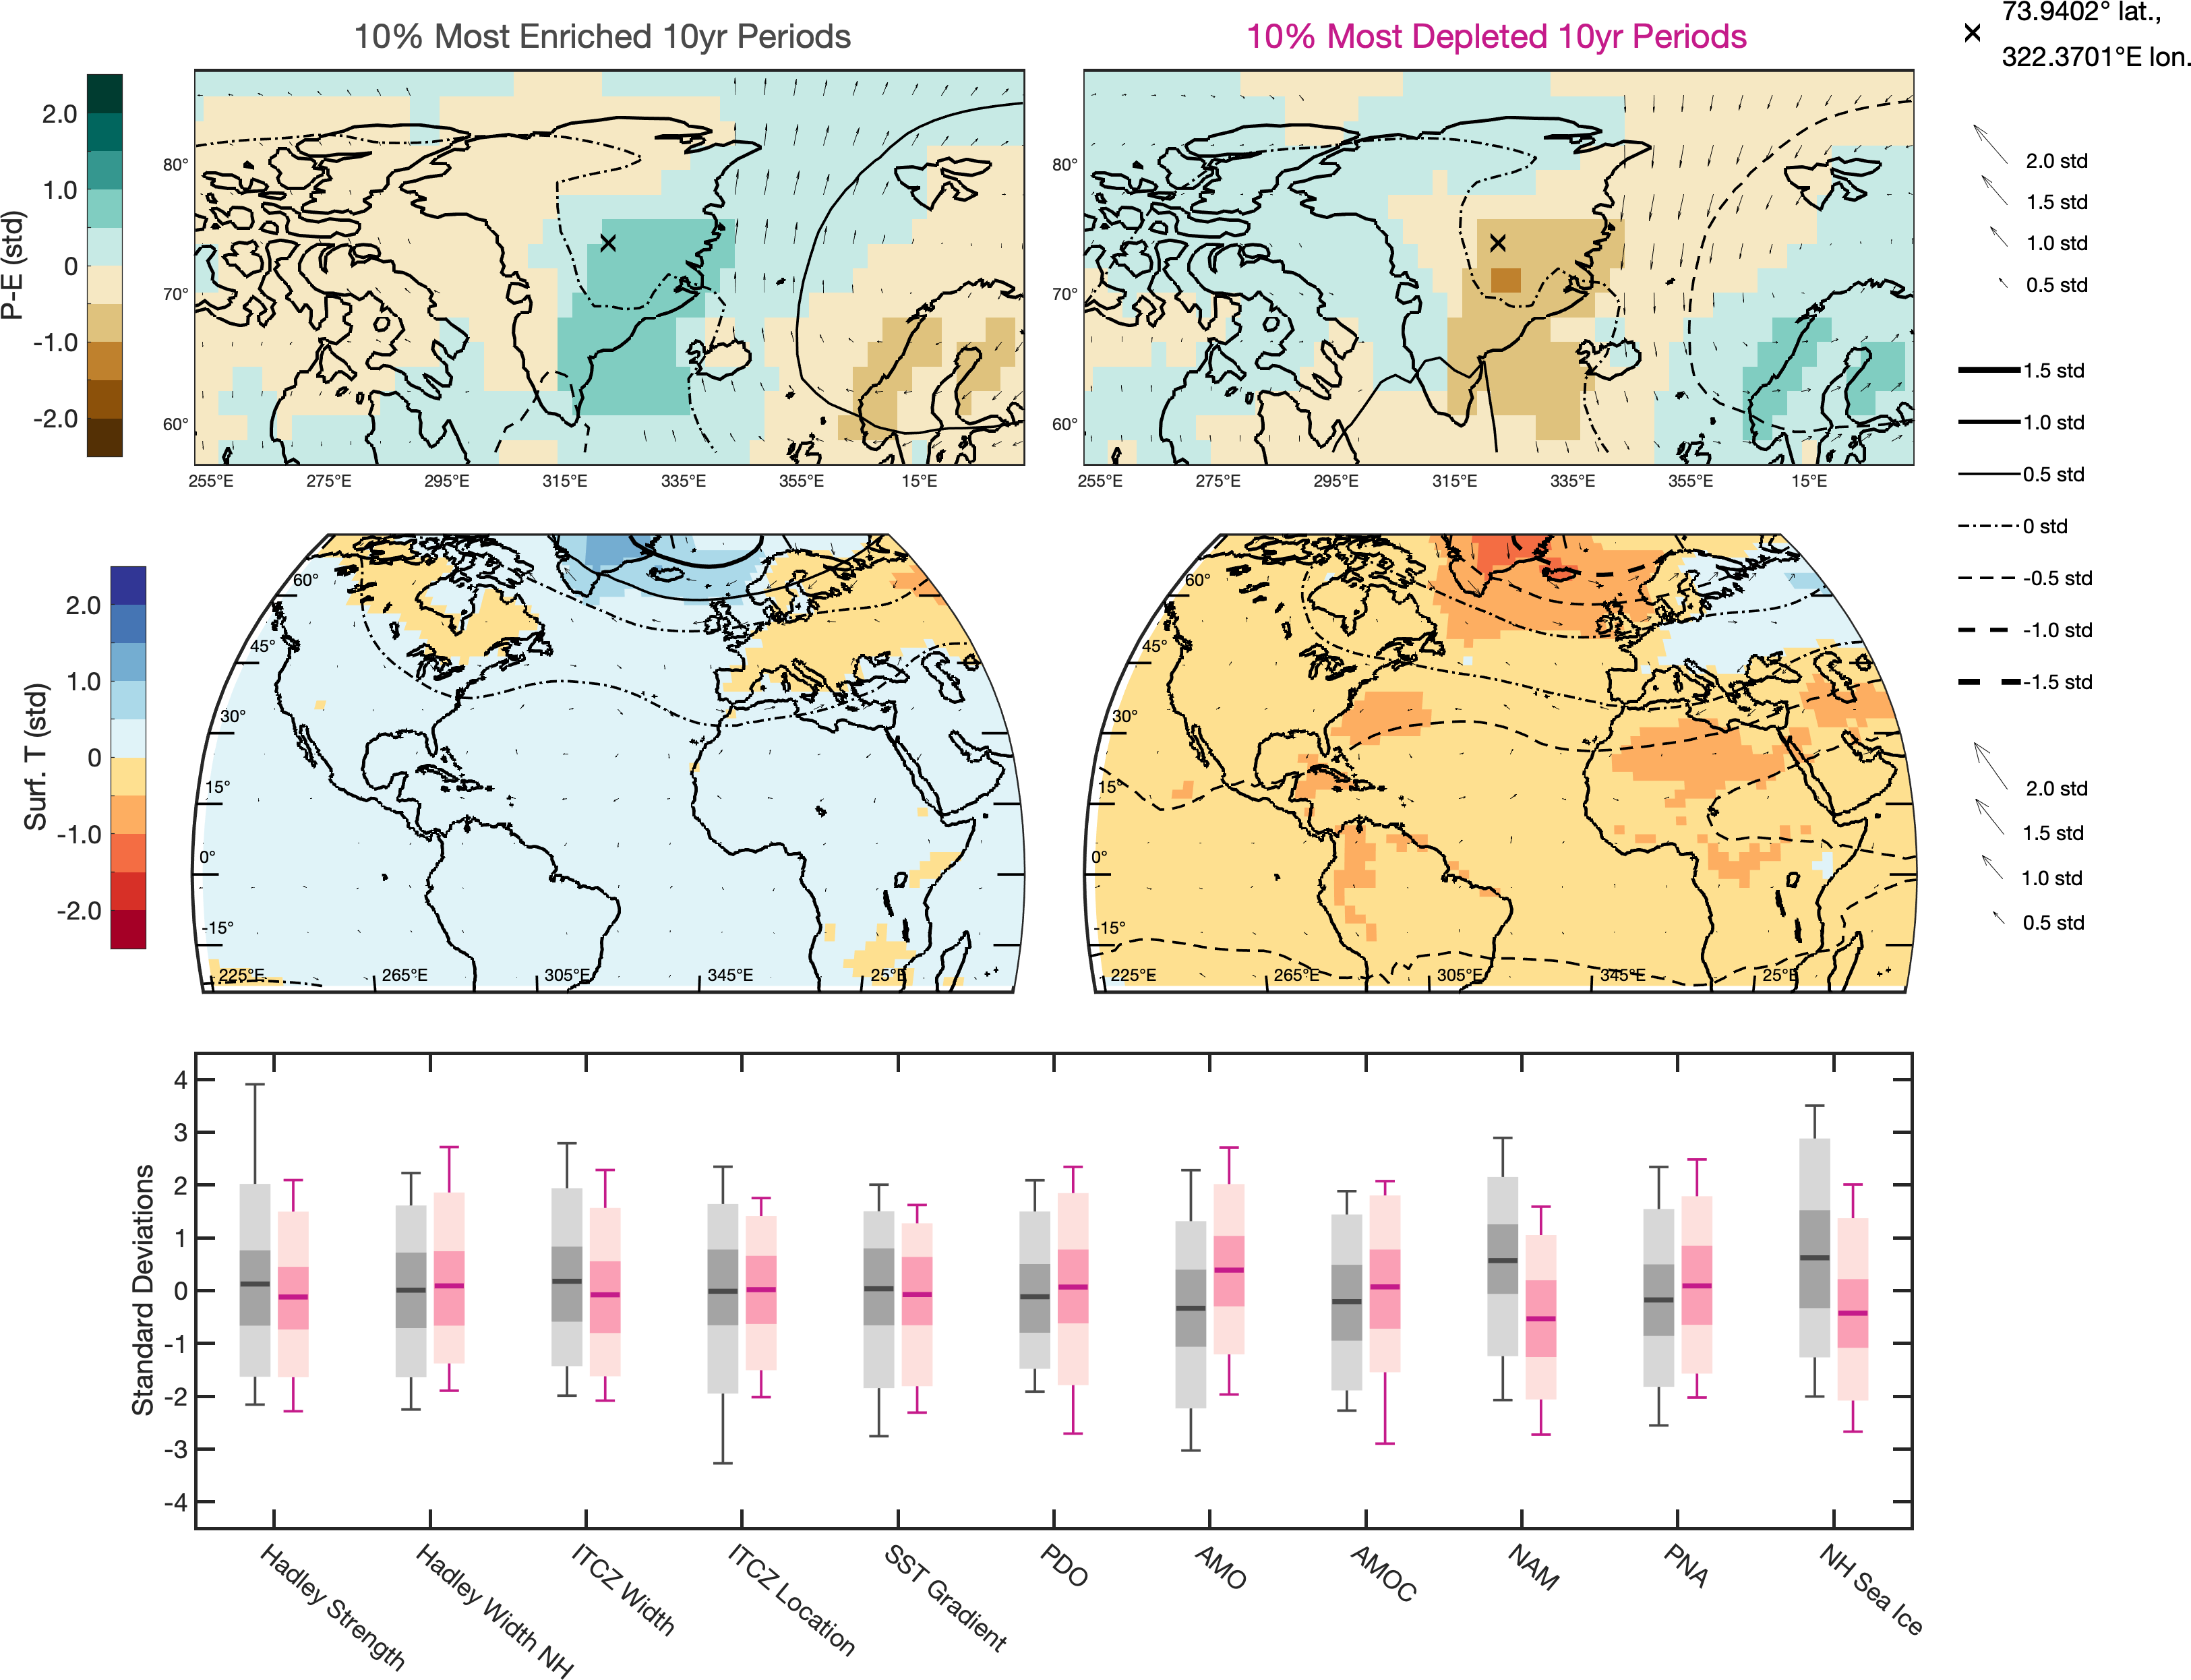 10% Most Enriched 10yr Periods
10% Most Depleted 10yr Periods
73.9402° lat.,
322.3701°E lon.
P-E (std)
2.0
1.0
0
-1.0
-2.0
80°
70°
60°
255°E 275°E 295°E 315°E 335°E 355°E 15°E
80°
70°
60°
255°E 275°E 295°E 315°E 335°E 355°E 15°E
2.0 std
1.5 std
1.0 std
0.5 std
1.5 std
1.0 std
0.5 std
0 std
-0.5 std
-1.0 std
-1.5 std
Surf. T (std)
2.0
1.0
0
-1.0
-2.0
60°
45°
30°
15°
0°
-15°
225°E 265°E 305°E 345°E 25°E
60°
45°
30°
15°
0°
-15°
225°E 265°E 305°E 345°E 25°E
2.0 std
1.5 std
1.0 std
0.5 std
Standard Deviations
4
3
2
1
0
-1
-2
-3
-4
Hadley Strength
Hadley Width NH
ITCZ Width
ITCZ Location
SST Gradient
PDO
AMO
AMOC
NAM
PNA
NH Sea Ice